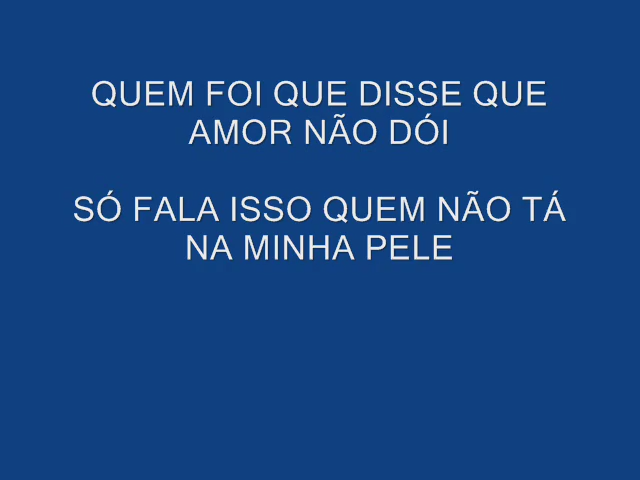 QUEM FOI QUE DISSE QUE
AMOR NÃO DÓI
SÓ FALA ISSO QUEM NÃO TÁ
NA MINHA PELE